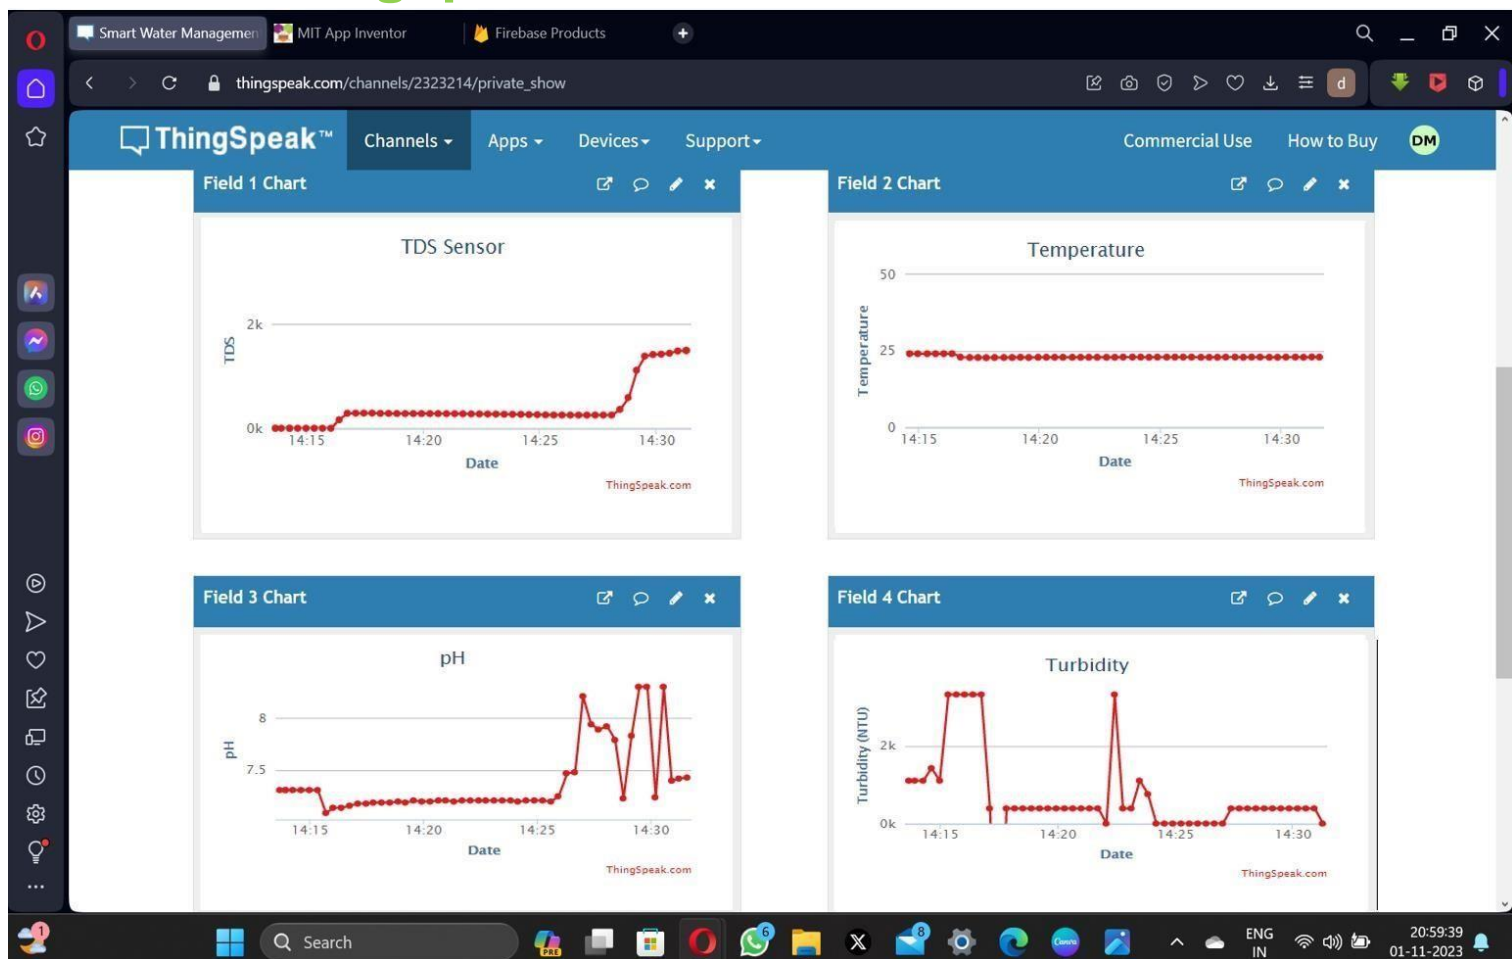 Smart Water Managemen
MIT App Inventor
Firebase Products
thingspeak.com/channels/2323214/private_show
d
ThingSpeak™
Channels
Apps
Devices
Support
Commercial Use
How to Buy
DM
Field 1 Chart
TDS Sensor
2k
0k
TDS
14:15 14:20 14:25 14:30
Date
ThingSpeak.com
Field 2 Chart
Temperature
50
25
0
Temperature
14:15 14:20 14:25 14:30
Date
ThingSpeak.com
Field 3 Chart
pH
8
7.5
pH
14:15 14:20 14:25 14:30
Date
ThingSpeak.com
Field 4 Chart
Turbidity
2k
0k
Turbidity (NTU)
14:15 14:20 14:25 14:30
Date
ThingSpeak.com
1
Search
PRE
6
8
Canva
ENG
IN
20:59:39
01-11-2023